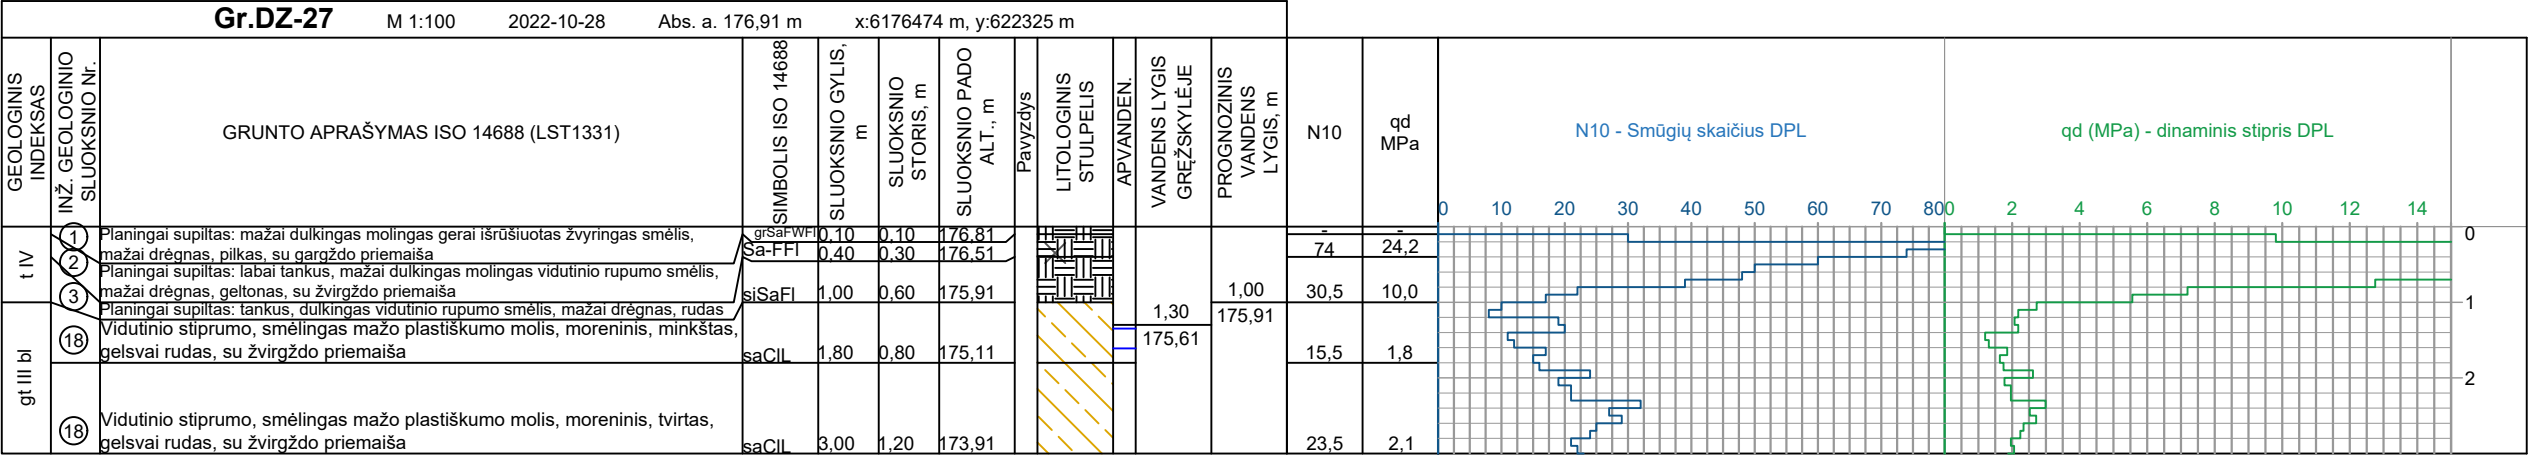 Gr.DZ-27 M 1:100 2022-10-28 Abs. a. 176,91 m x:6176474 m, y:622325 m
GEOLOGINIS
INDEKSAS
INŽ. GEOLOGINIO
SLUOKSNIO Nr.
GRUNTO APRAŠYMAS ISO 14688 (LST1331)
SIMBOLIS ISO 14688
SLUOKSNIO GYLIS,
m
SLUOKSNIO
STORIS, m
SLUOKSNIO PADO
ALT., m
Pavyzdys
LITOLOGINIS
STULPELIS
APVANDEN.
VANDENS LYGIS
GRĘŽSKYLĖJE
PROGNOZINIS
VANDENS
LYGIS, m
N10
qd
MPa
N10 - Smūgių skaičius DPL
qd (MPa) - dinaminis stipris DPL
0 10 20 30 40 50 60 70 80
0 2 4 6 8 10 12 14
t IV
1
Planingai supiltas: mažai dulkingas molingas gerai išrūšiuotas žvyringas smėlis,
mažai drėgnas, pilkas, su gargždo priemaiša
grSaFWFl 0,10 0,10 176,81 - -
2
Planingai supiltas: labai tankus, mažai dulkingas molingas vidutinio rupumo smėlis,
mažai drėgnas, geltonas, su žvirgždo priemaiša
Sa-FFl 0,40 0,30 176,51 74 24,2
3
Planingai supiltas: tankus, dulkingas vidutinio rupumo smėlis, mažai drėgnas, rudas
siSaFl 1,00 0,60 175,91 1,00 30,5 10,0
175,91
gt III bl
18
Vidutinio stiprumo, smėlingas mažo plastiškumo molis, moreninis, minkštas,
gelsvai rudas, su žvirgždo priemaiša
saClL 1,80 0,80 175,11 15,5 1,8
1,30
175,61
18
Vidutinio stiprumo, smėlingas mažo plastiškumo molis, moreninis, tvirtas,
gelsvai rudas, su žvirgždo priemaiša
saClL 3,00 1,20 173,91 23,5 2,1
0
1
2